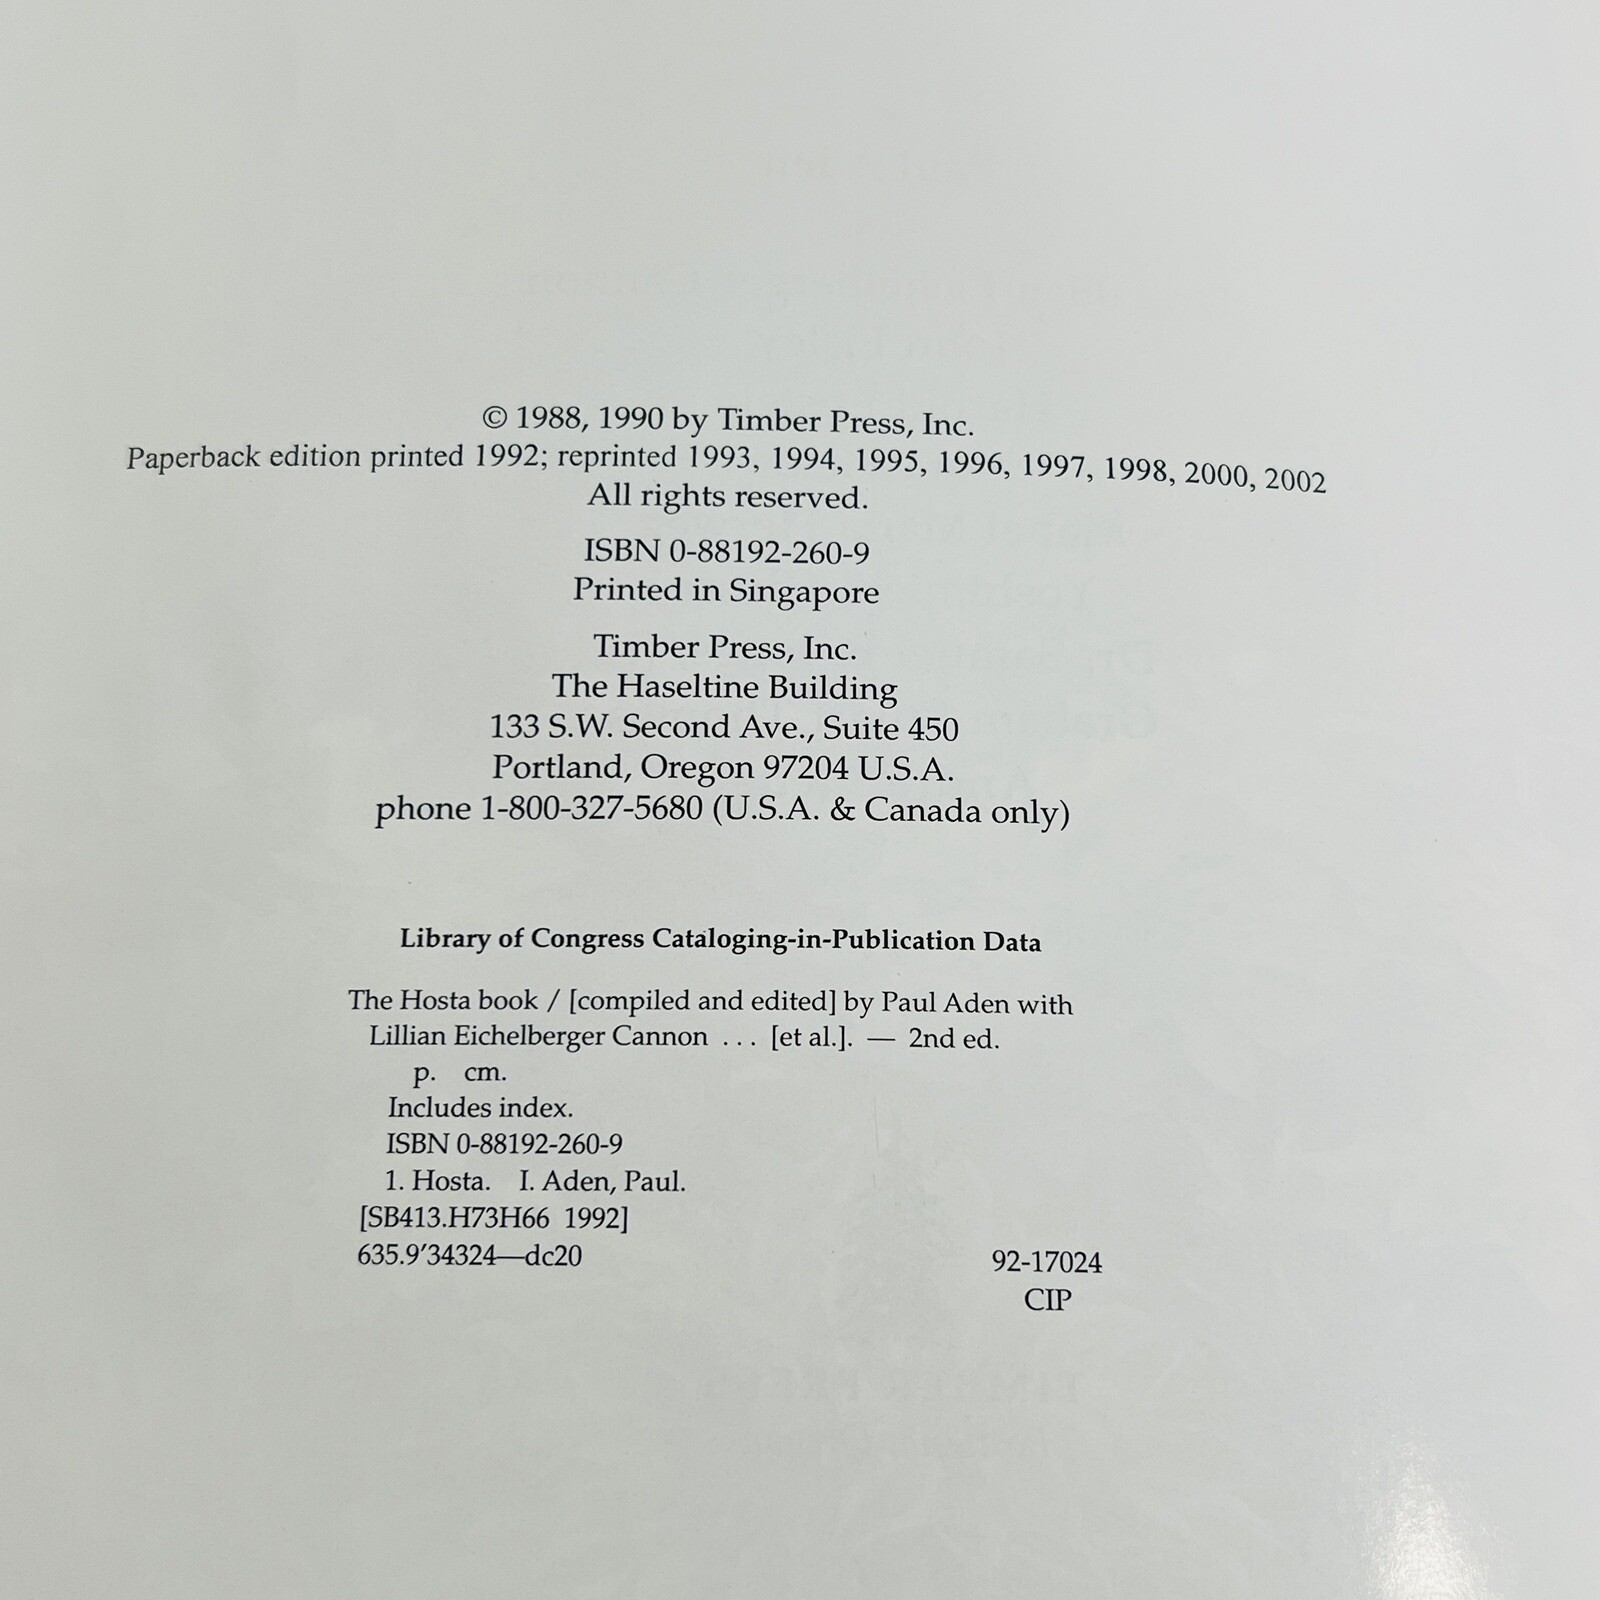 © 1988, 1990 by Timber Press, Inc.
Paperback edition printed 1992; reprinted 1993, 1994, 1995, 1996, 1997, 1998, 2000, 2002
All rights reserved.
ISBN 0-88192-260-9
Printed in Singapore
Timber Press, Inc.
The Haseltine Building
133 S.W. Second Ave., Suite 450
Portland, Oregon 97204 U.S.A.
phone 1-800-327-5680 (U.S.A. & Canada only)
Library of Congress Cataloging-in-Publication Data
The Hosta book / [compiled and edited] by Paul Aden with
Lillian Eichelberger Cannon ... [et al.]. — 2nd ed.
p. cm.
Includes index.
ISBN 0-88192-260-9
1. Hosta. I. Aden, Paul.
[SB413.H73H66 1992]
635.9'34324—dc20
92-17024
CIP